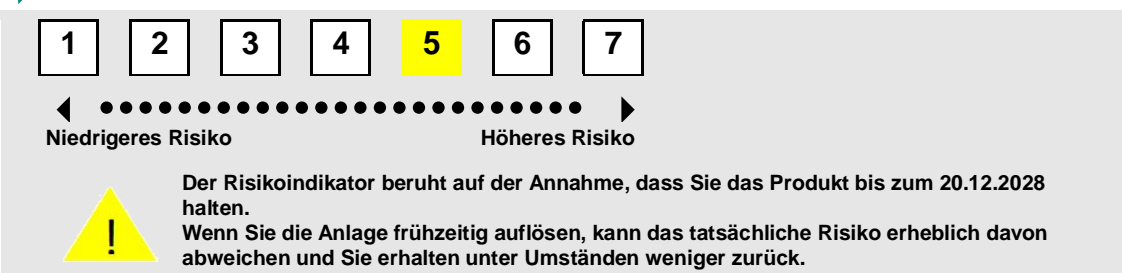 1 2 3 4 5 6 7
Niedrigeres Risiko Höheres Risiko
Der Risikoindikator beruht auf der Annahme, dass Sie das Produkt bis zum 20.12.2028
halten.
Wenn Sie die Anlage frühzeitig auflösen, kann das tatsächliche Risiko erheblich davon
abweichen und Sie erhalten unter Umständen weniger zurück.
!